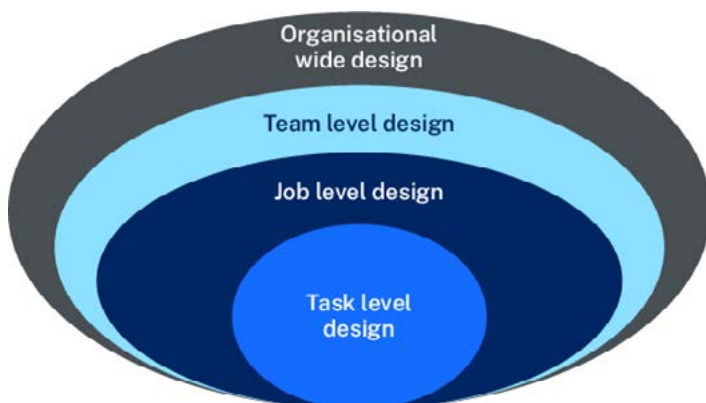 Organisational
wide design
Team level design
Job level design
Task level
design